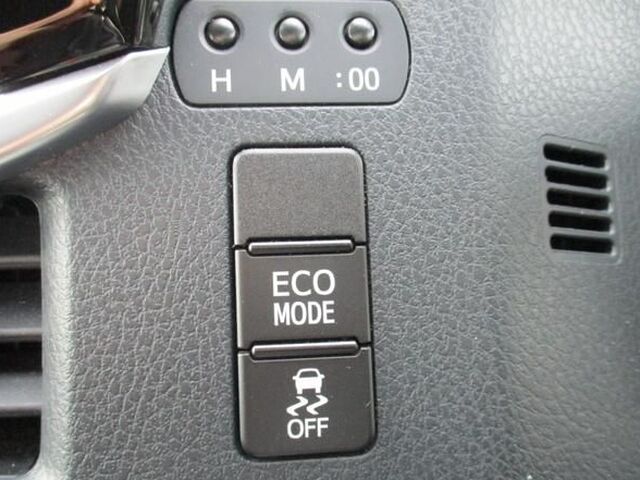 H M :00
ECO
MODE
OFF